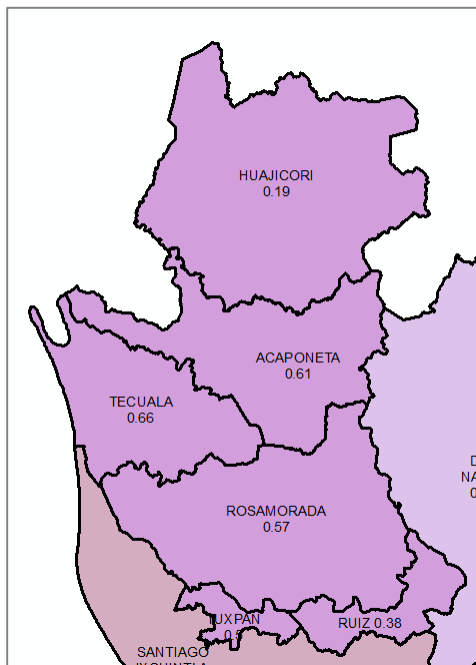 HUAJICORI
0.19
ACAPONETA
0.61
TECUALA
0.66
ROSAMORADA
0.57
TUXPAN
RUIZ 0.38
SANTIAGO